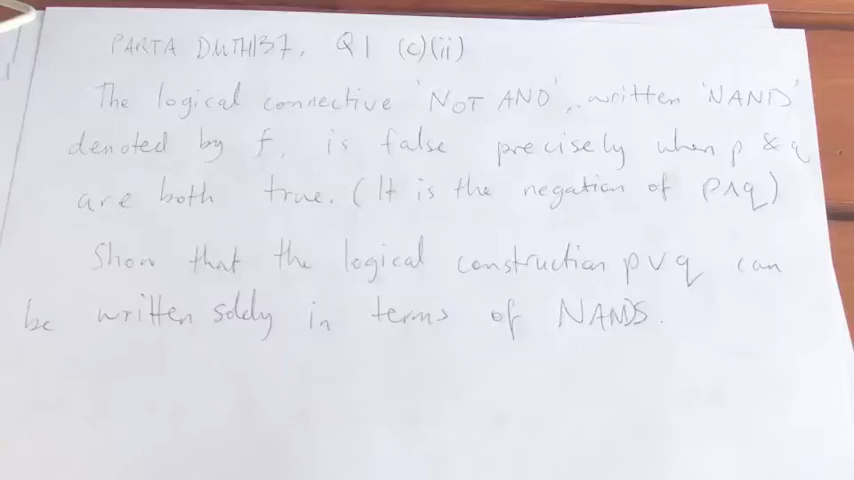 PART A DMTH137, Q1 (c)(ii)
The logical connective 'NOT AND', written 'NAND'
denoted by f, is false precisely when p & q
are both true. (It is the negation of p∧q)
Show that the logical construction p∨q can
be written solely in terms of NANDS.